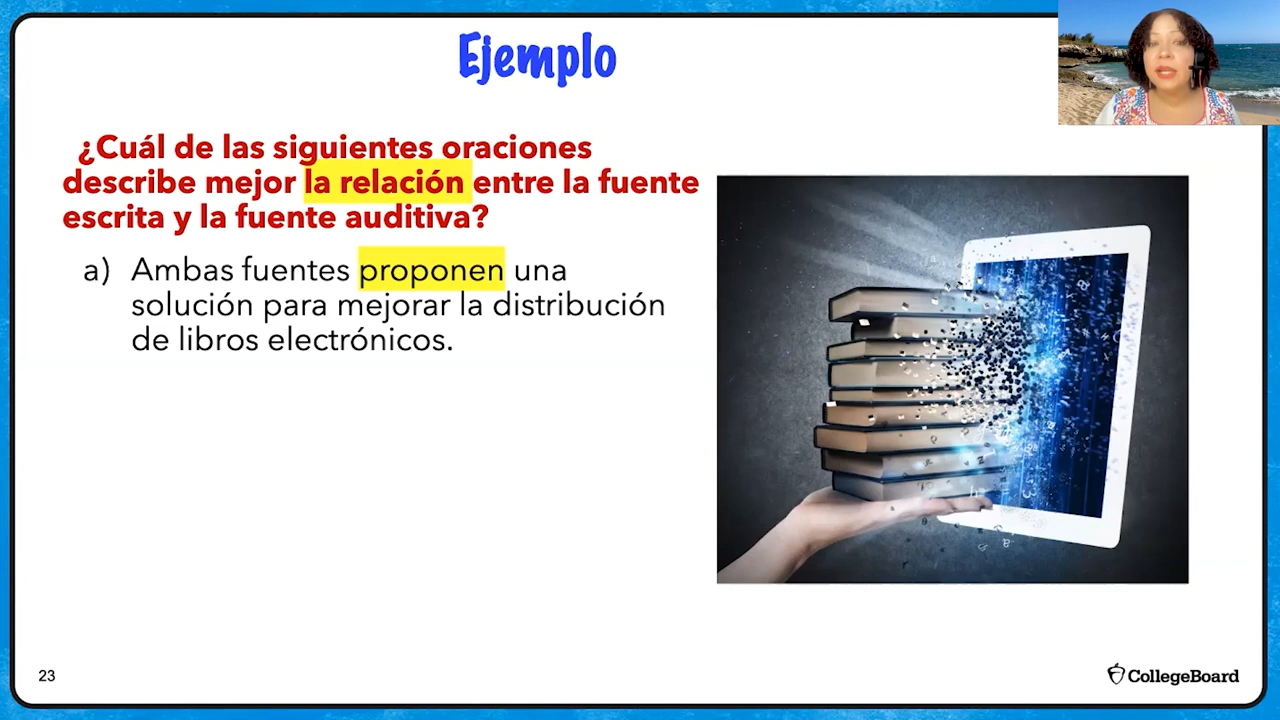 Ejemplo
¿Cuál de las siguientes oraciones
describe mejor la relación entre la fuente
escrita y la fuente auditiva?
a) Ambas fuentes proponen una
solución para mejorar la distribución
de libros electrónicos.
23
CollegeBoard